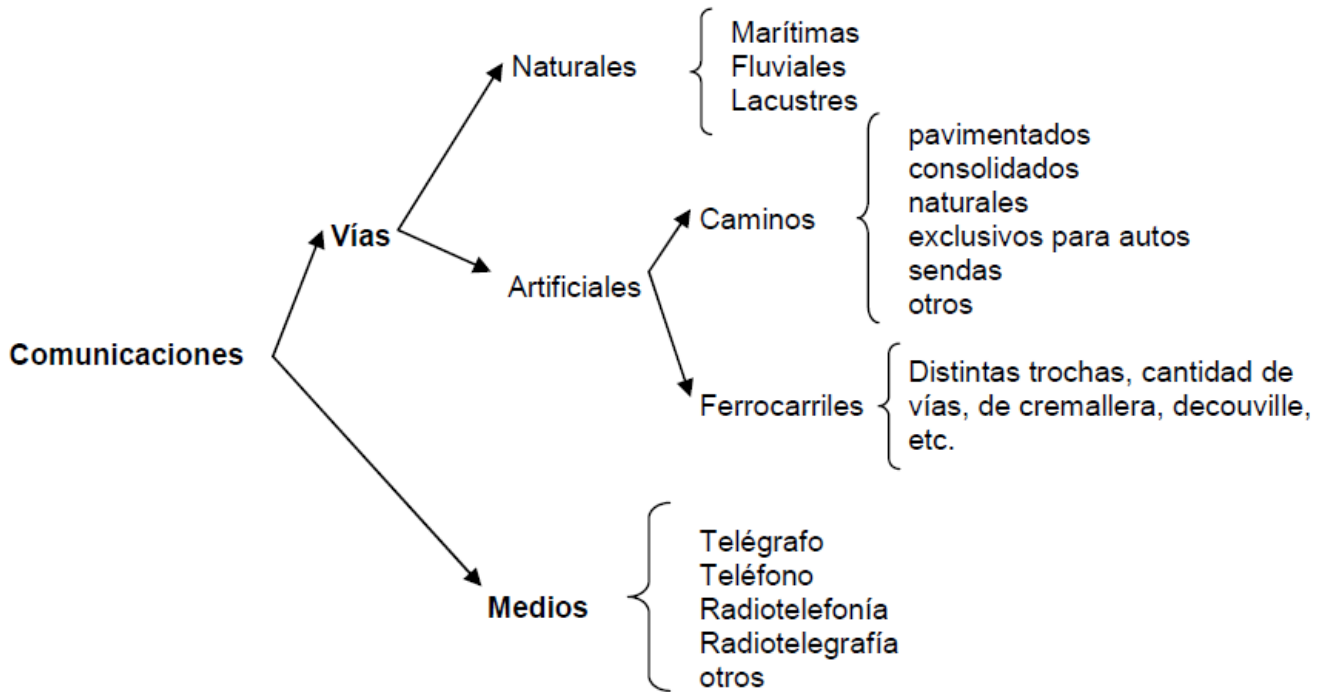 Naturales
Marítimas
Fluviales
Lacustres
Vías
Artificiales
Caminos
pavimentados
consolidados
naturales
exclusivos para autos
sendas
otros
Comunicaciones
Ferrocarriles
Distintas trochas, cantidad de
vías, de cremallera, decouville,
etc.
Medios
Telégrafo
Teléfono
Radiotelefonía
Radiotelegrafía
otros